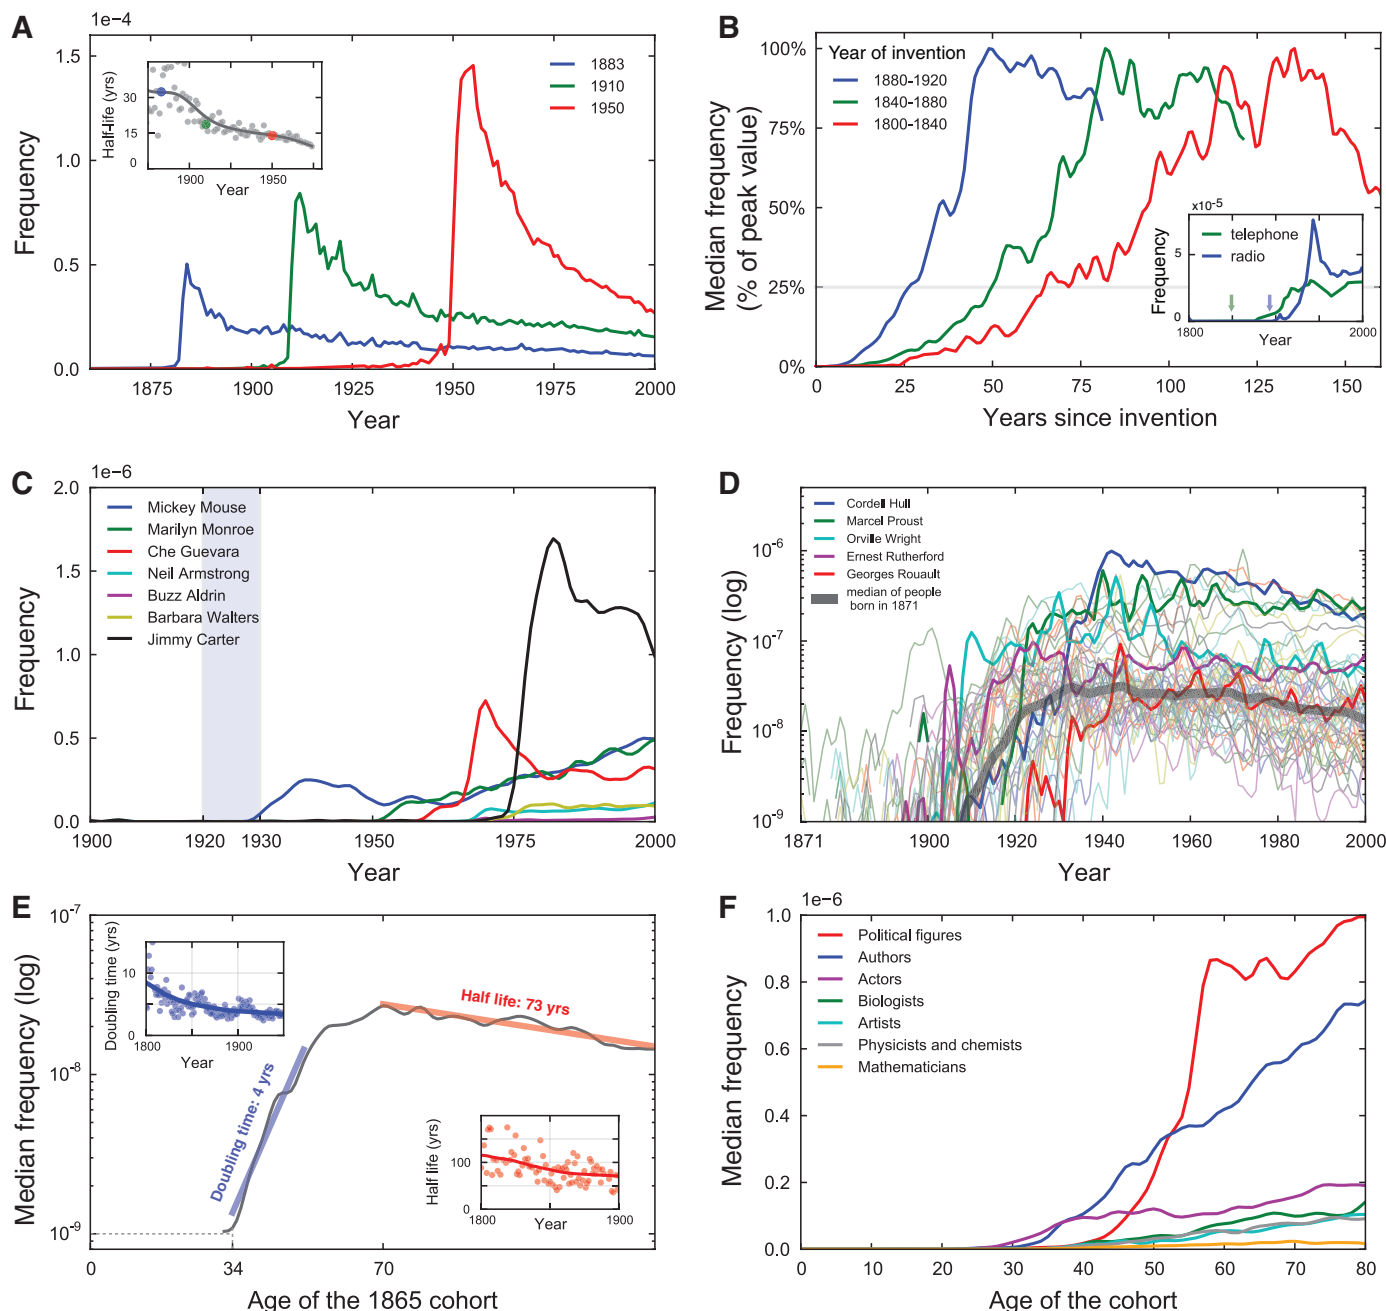 A
1e−4
1.5
1.0
0.5
0.0
Frequency
1875
1900
1925
1950
1975
2000
Year
1883
1910
1950
Half-life (yrs)
30
15
0
1900
1950
Year
B
100%
75%
50%
25%
0%
Median frequency
(% of peak value)
Year of invention
1880-1920
1840-1880
1800-1840
0
25
50
75
100
125
150
Years since invention
x10-5
Frequency
5
0
telephone
radio
1800
2000
Year
C
1e−6
2.0
1.5
1.0
0.5
0.0
Frequency
Mickey Mouse
Marilyn Monroe
Che Guevara
Neil Armstrong
Buzz Aldrin
Barbara Walters
Jimmy Carter
1900
1920
1930
1950
1975
2000
Year
D
Frequency (log)
10-6
10-7
10-8
10-9
Cordell Hull
Marcel Proust
Orville Wright
Ernest Rutherford
Georges Rouault
median of people
born in 1871
1871
1900
1920
1940
1960
1980
2000
Year
E
Median frequency (log)
10-7
10-8
10-9
Doubling time (yrs)
10
0
1800
1900
Year
Doubling time: 4 yrs
Half life: 73 yrs
Half life (yrs)
100
0
1800
1900
Year
0
34
70
Age of the 1865 cohort
F
1e−6
1.0
0.8
0.6
0.4
0.2
0.0
Median frequency
Political figures
Authors
Actors
Biologists
Artists
Physicists and chemists
Mathematicians
0
10
20
30
40
50
60
70
80
Age of the cohort